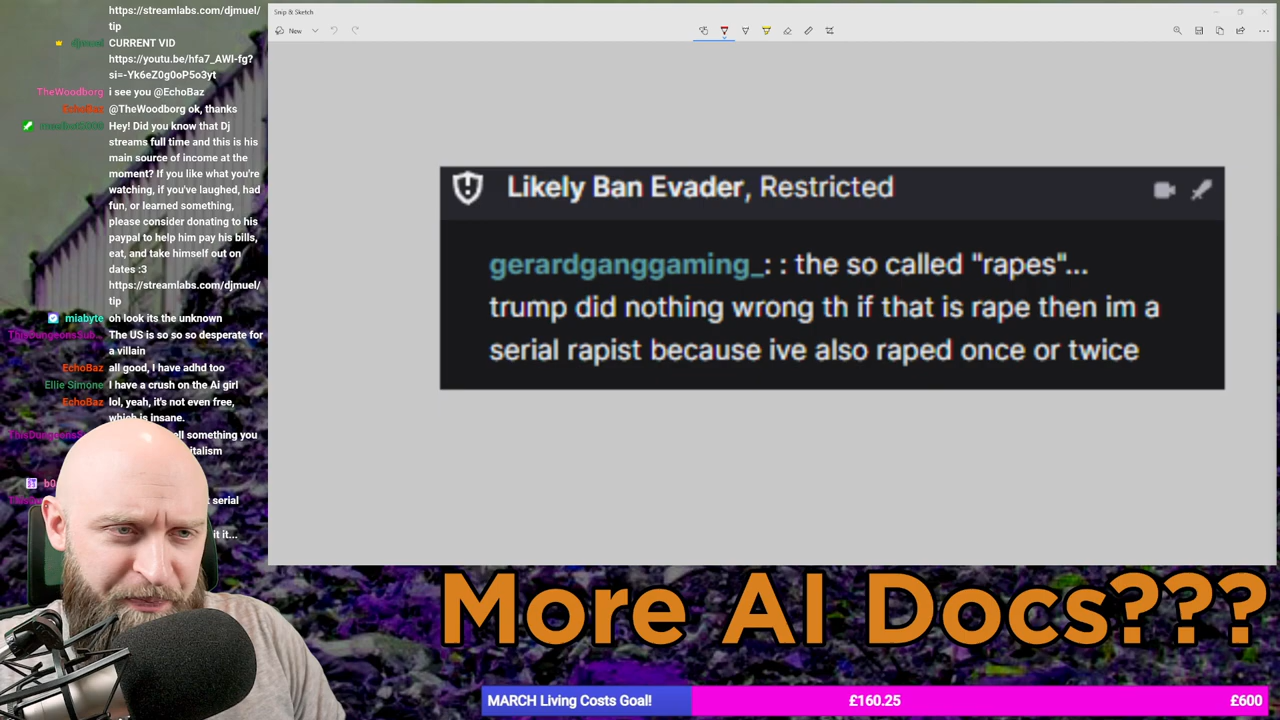 https://streamlabs.com/djmuel/
tip
djmuel CURRENT VID
https://youtu.be/hfa7_AWI-fg?
si=-Yk6eZ0g0oP5o3yt
TheWoodborg i see you @EchoBaz
EchoBaz @TheWoodborg ok, thanks
Hey! Did you know that Dj
streams full time and this is his
main source of income at the
moment? If you like what you're
watching, if you've laughed, had
fun, or learned something,
please consider donating to his
paypal to help him pay his bills,
eat, and take himself out on
dates :3
https://streamlabs.com/djmuel/
tip
miabyte oh look its the unknown
The US is so so so desperate for
a villain
EchoBaz all good, I have adhd too
Ellie Simone I have a crush on the Ai girl
EchoBaz lol, yeah, it's not even free,
which is insane.
something you
serial
it it...
Snip & Sketch
New
Likely Ban Evader, Restricted
gerardganggaming_: : the so called "rapes"...
trump did nothing wrong th if that is rape then im a
serial rapist because ive also raped once or twice
More AI Docs???
MARCH Living Costs Goal! £160.25 £600